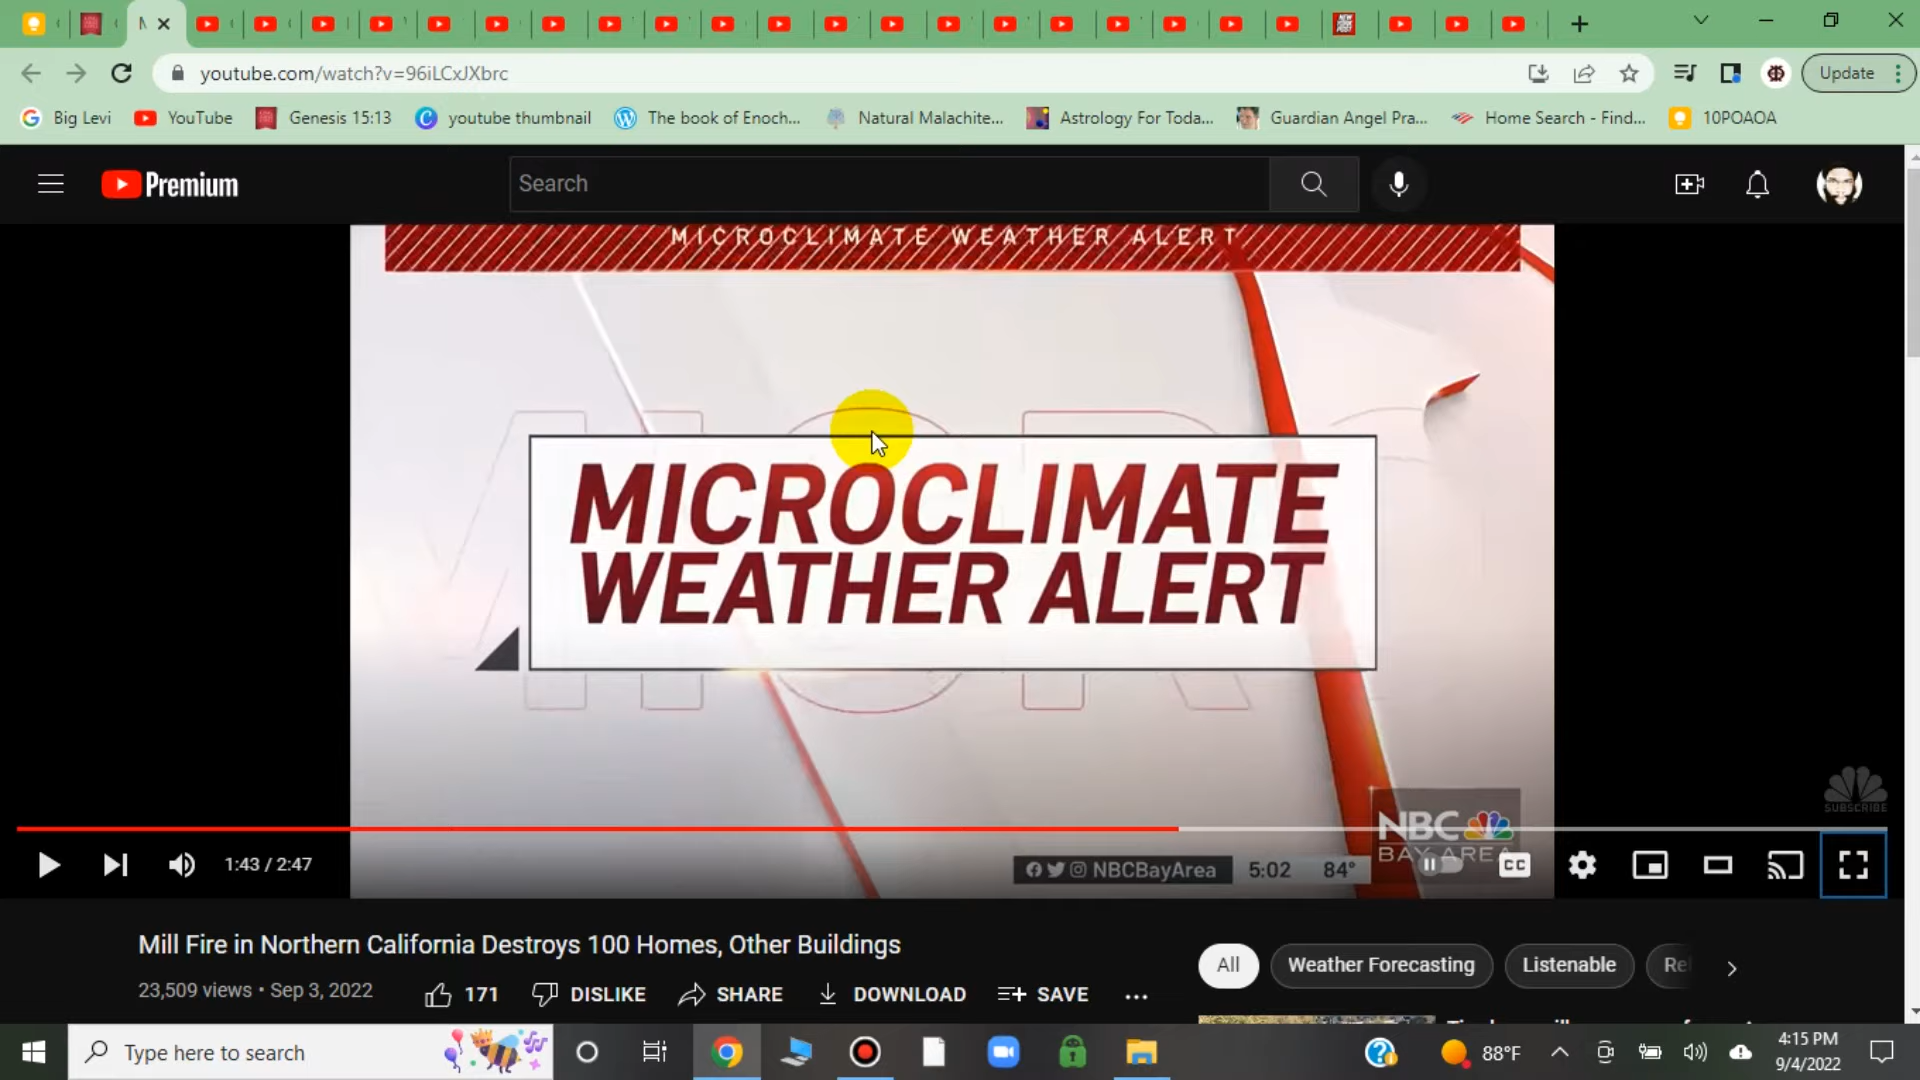 youtube.com/watch?v=96iLCxJXbrc
Update
Big Levi
YouTube
Genesis 15:13
youtube thumbnail
The book of Enoch...
Natural Malachite...
Astrology For Toda...
Guardian Angel Pra...
Home Search - Find...
10POAOA
Premium
Search
MICROCLIMATE WEATHER ALERT
MICROCLIMATE
WEATHER ALERT
SUBSCRIBE
NBC
BAY AREA
1:43 / 2:47
NBCBayArea
5:02
84°
CC
Mill Fire in Northern California Destroys 100 Homes, Other Buildings
23,509 views • Sep 3, 2022
171
DISLIKE
SHARE
DOWNLOAD
SAVE
All
Weather Forecasting
Listenable
Type here to search
88°F
4:15 PM
9/4/2022